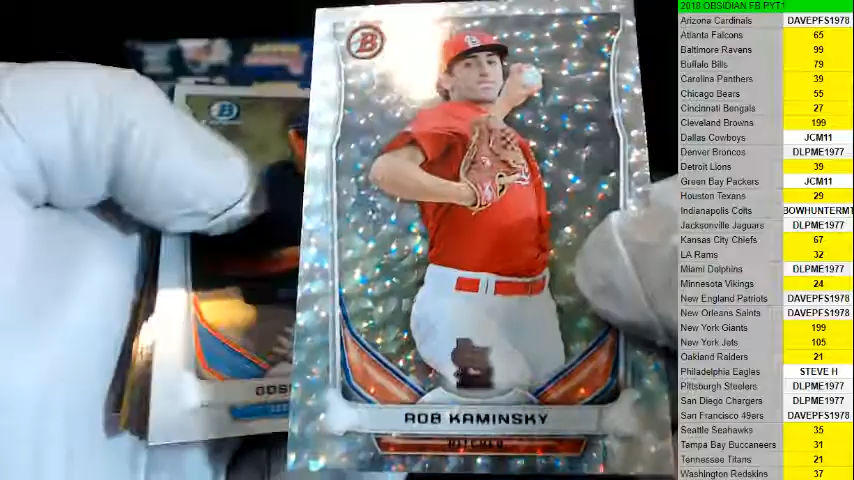 B
ROB KAMINSKY
PITCHER
2018 OBSIDIAN FB PYT1
Arizona Cardinals DAVEPFS1978
Atlanta Falcons 65
Baltimore Ravens 99
Buffalo Bills 79
Carolina Panthers 39
Chicago Bears 55
Cincinnati Bengals 27
Cleveland Browns 199
Dallas Cowboys JCM11
Denver Broncos DLPME1977
Detroit Lions 39
Green Bay Packers JCM11
Houston Texans 29
Indianapolis Colts BOWHUNTERMT
Jacksonville Jaguars DLPME1977
Kansas City Chiefs 67
LA Rams 32
Miami Dolphins DLPME1977
Minnesota Vikings 24
New England Patriots DAVEPFS1978
New Orleans Saints DAVEPFS1978
New York Giants 199
New York Jets 105
Oakland Raiders 21
Philadelphia Eagles STEVE H
Pittsburgh Steelers DLPME1977
San Diego Chargers DLPME1977
San Francisco 49ers DAVEPFS1978
Seattle Seahawks 35
Tampa Bay Buccaneers 31
Tennessee Titans 21
Washington Redskins 37